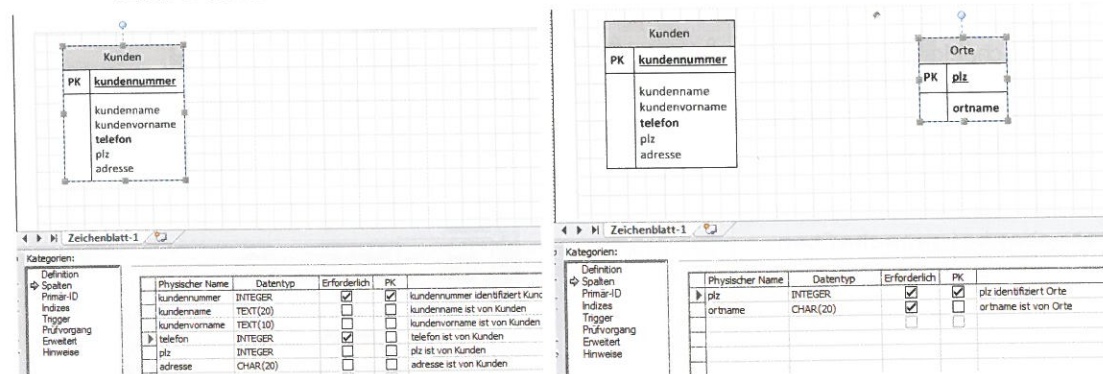 Kunden
PK kundennummer
kundenname
kundenvorname
telefon
plz
adresse
Zeichenblatt-1
Kategorien:
Definition
Spalten
Primär-ID
Indizes
Trigger
Prüfvorgang
Erweitert
Hinweise
Physischer Name Datentyp Erforderlich PK
kundennummer INTEGER kundennummer identifiziert Kunc
kundenname TEXT(20) kundenname ist von Kunden
kundenvorname TEXT(10) kundenvorname ist von Kunden
telefon INTEGER telefon ist von Kunden
plz INTEGER plz ist von Kunden
adresse CHAR(20) adresse ist von Kunden
Kunden
PK kundennummer
kundenname
kundenvorname
telefon
plz
adresse
Orte
PK plz
ortname
Zeichenblatt-1
Kategorien:
Definition
Spalten
Primär-ID
Indizes
Trigger
Prüfvorgang
Erweitert
Hinweise
Physischer Name Datentyp Erforderlich PK
plz INTEGER plz identifiziert Orte
ortname CHAR(20) ortname ist von Orte